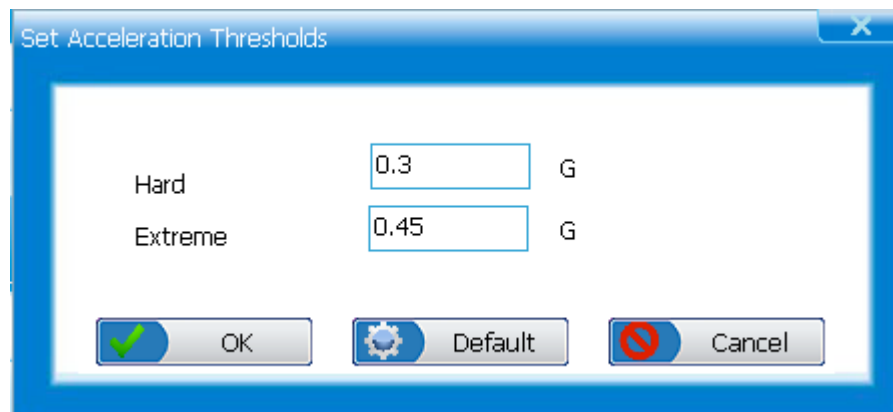 Set Acceleration Thresholds
Hard 0.3 G
Extreme 0.45 G
OK Default Cancel